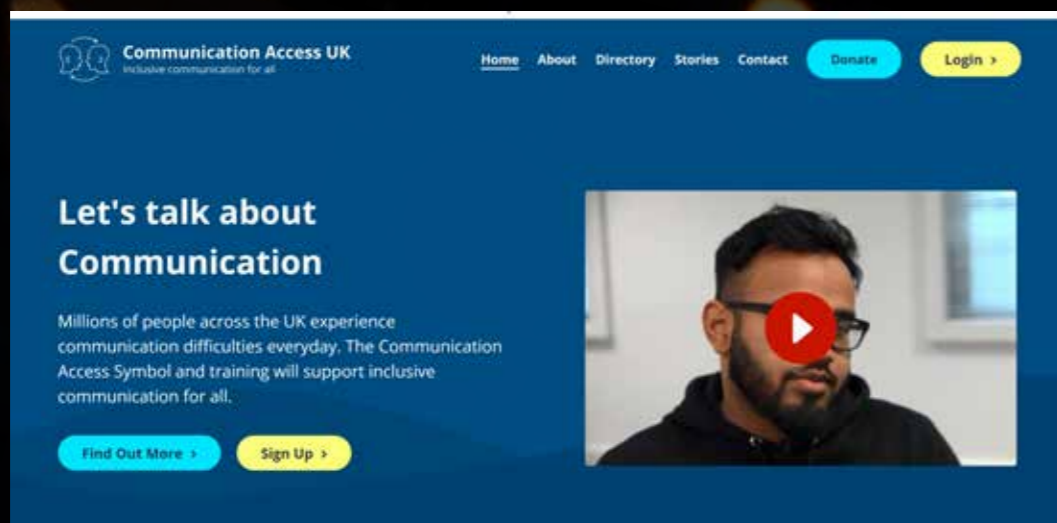 Communication Access UK
Inclusive communication for all
Home About Directory Stories Contact Donate Login >
Let's talk about
Communication
Millions of people across the UK experience
communication difficulties everyday. The Communication
Access Symbol and training will support inclusive
communication for all.
Find Out More > Sign Up >